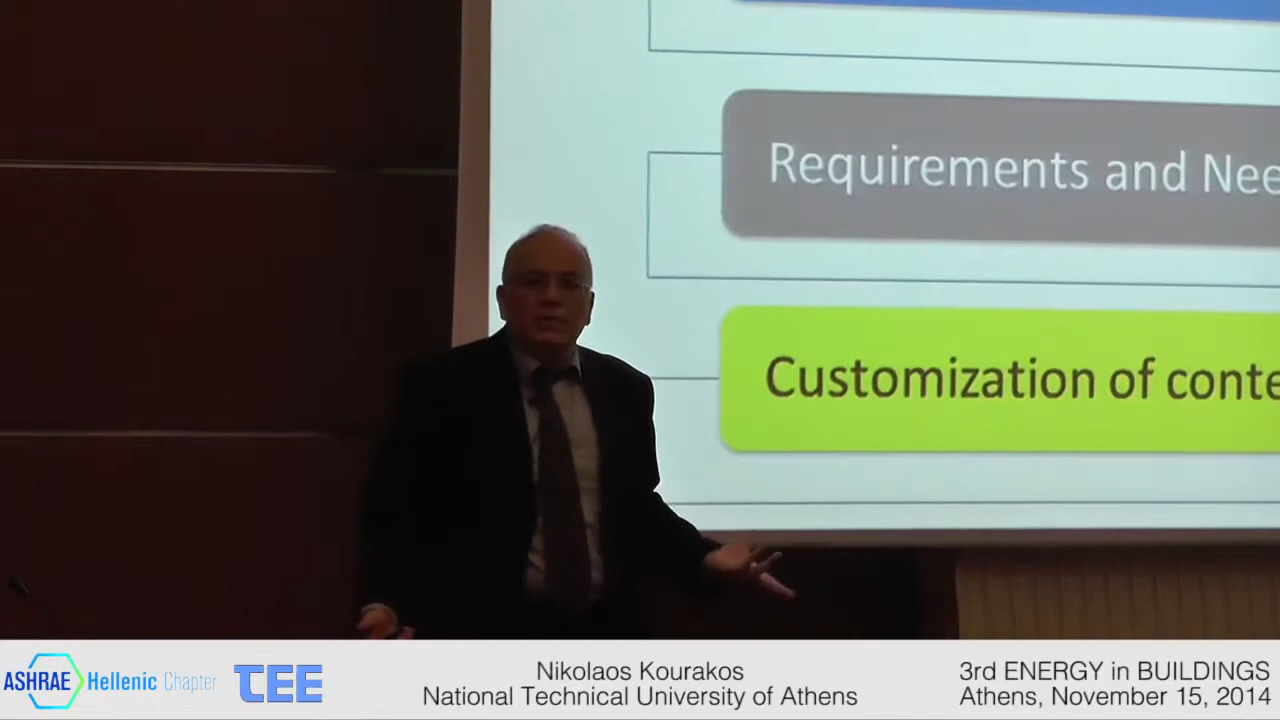 Requirements and Nee
Customization of conte
ASHRAE Hellenic Chapter
TEE
Nikolaos Kourakos
National Technical University of Athens
3rd ENERGY in BUILDINGS
Athens, November 15, 2014